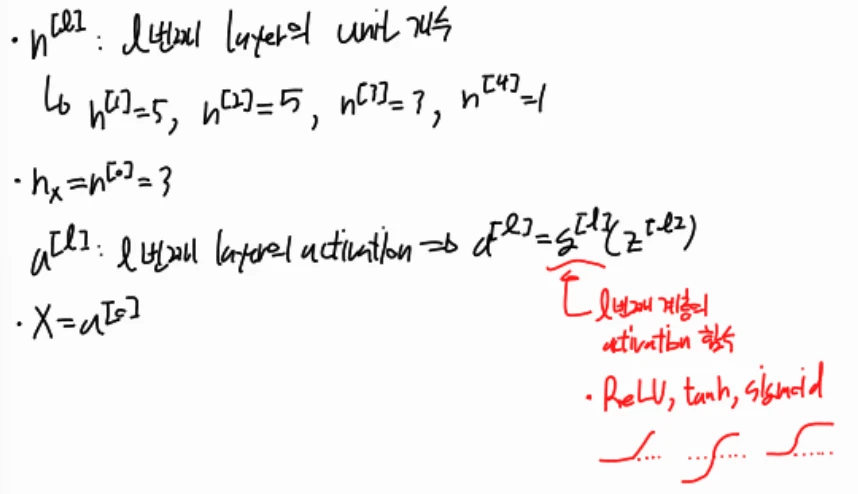 · n^[l] : l번째 layer의 unit 개수
↳ n^[1]=5, n^[2]=5, n^[3]=3, n^[4]=1
· n_x=n^[0]=3
a^[l] : l번째 layer의 activation ⇒ a^[l]=g^[l](z^[l])
· X=a^[0]
l번째 계층의
activation 함수
· ReLU, tanh, sigmoid